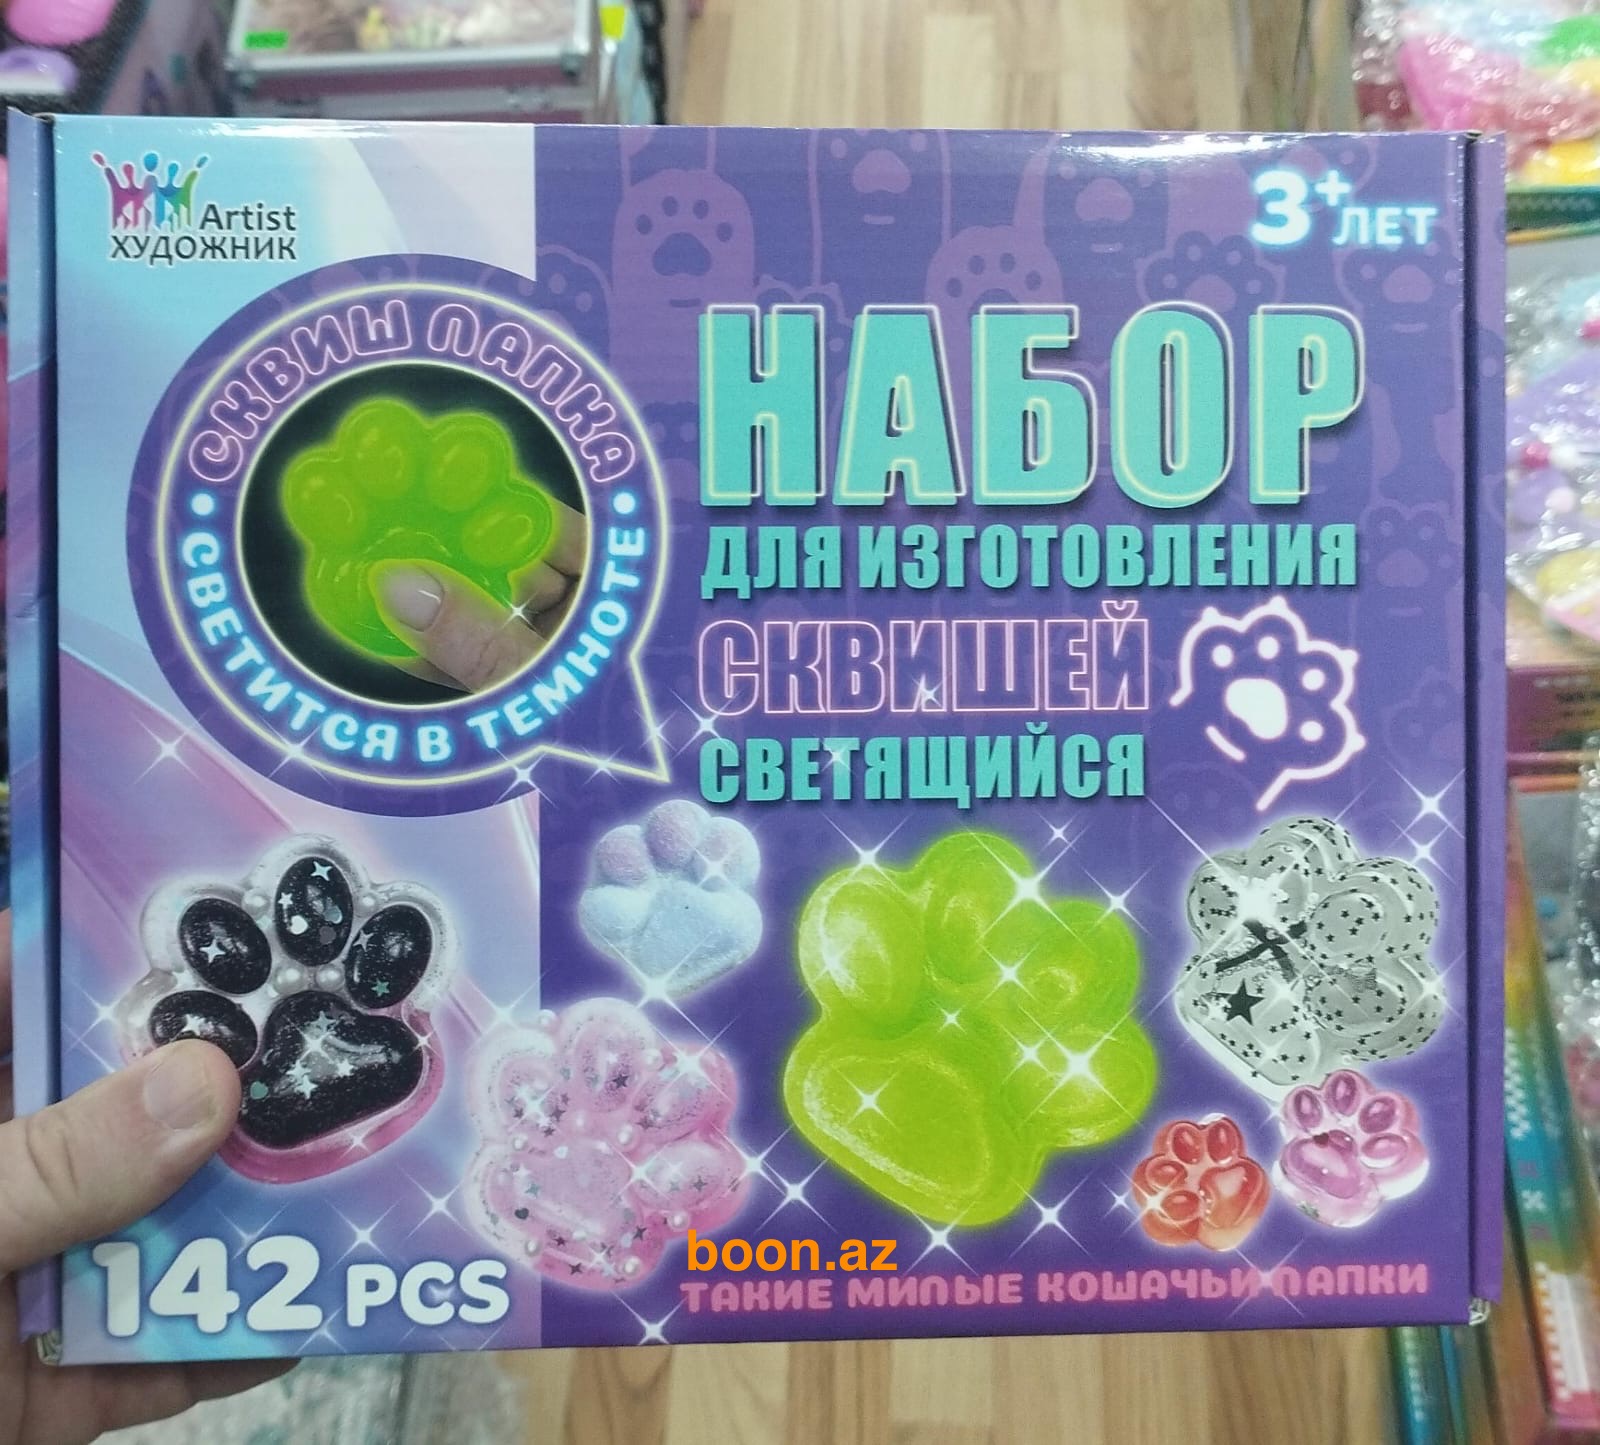 Artist
ХУДОЖНИК
3+ ЛЕТ
СКВИШ ЛАПКА
• СВЕТИТСЯ В ТЕМНОТЕ •
НАБОР
ДЛЯ ИЗГОТОВЛЕНИЯ
СКВИШЕЙ
СВЕТЯЩИЙСЯ
142 PCS
boon.az
ТАКИЕ МИЛЫЕ КОШАЧЬИ ЛАПКИ